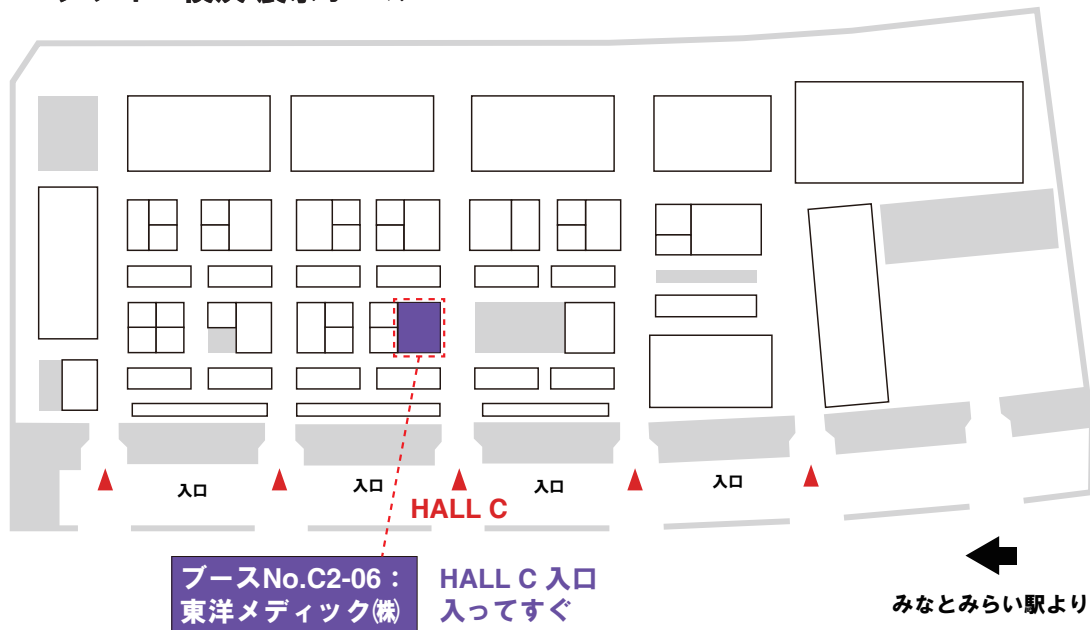 入口
入口
入口
入口
HALL C
ブースNo.C2-06：
東洋メディック㈱
HALL C 入口
入ってすぐ
みなとみらい駅より